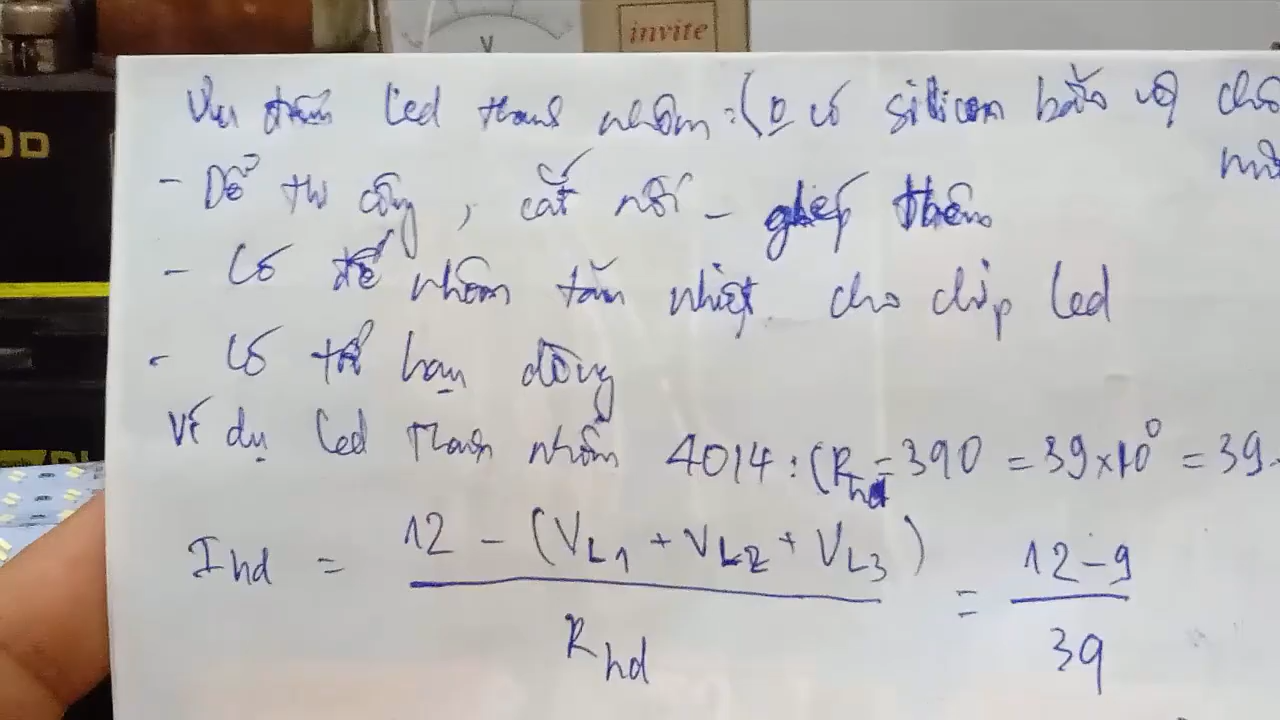 V
invite
Ưu điểm led thanh nhôm: (0 có silicon bảo vệ cho
- Dể thi công, cắt nối - ghép thêm
- Có đế nhôm tản nhiệt cho chip led
- Có trở hạn dòng
Ví dụ led thanh nhôm 4014: (Rhd = 390 = 39x10⁰ = 39
Ihd = 12 - (VL1 + VL2 + VL3) / Rhd = 12-9 / 39